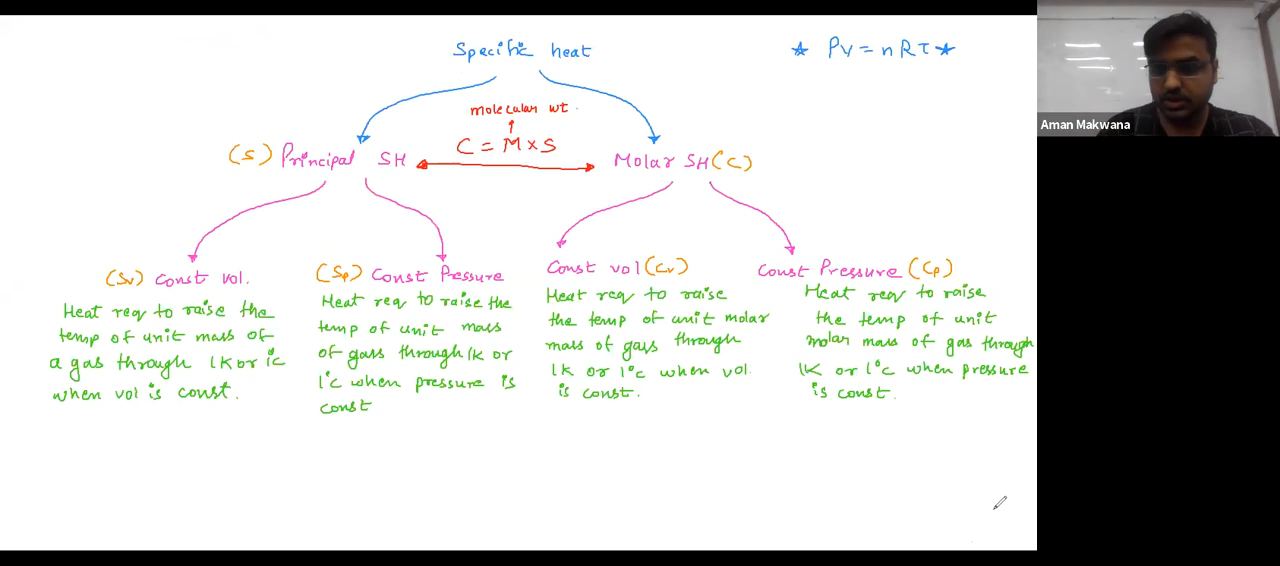 Specific heat
★ PV = nRT ★
molecular wt.
C = M × S
(S) Principal SH
Molar SH (C)
(Sv) Const vol.
Heat req to raise the
temp of unit mass of
a gas through 1K or 1°c
when vol is const.
(Sp) Const Pressure
Heat req to raise the
temp of unit mass
of gass through 1K or
1°c when pressure is
const
Const vol (Cv)
Heat req to raise
the temp of unit molar
mass of gass through
1K or 1°c when vol.
is const.
Const Pressure (Cp)
Heat req to raise
the temp of unit
molar mass of gas through
1K or 1°c when pressure
is const.
Aman Makwana